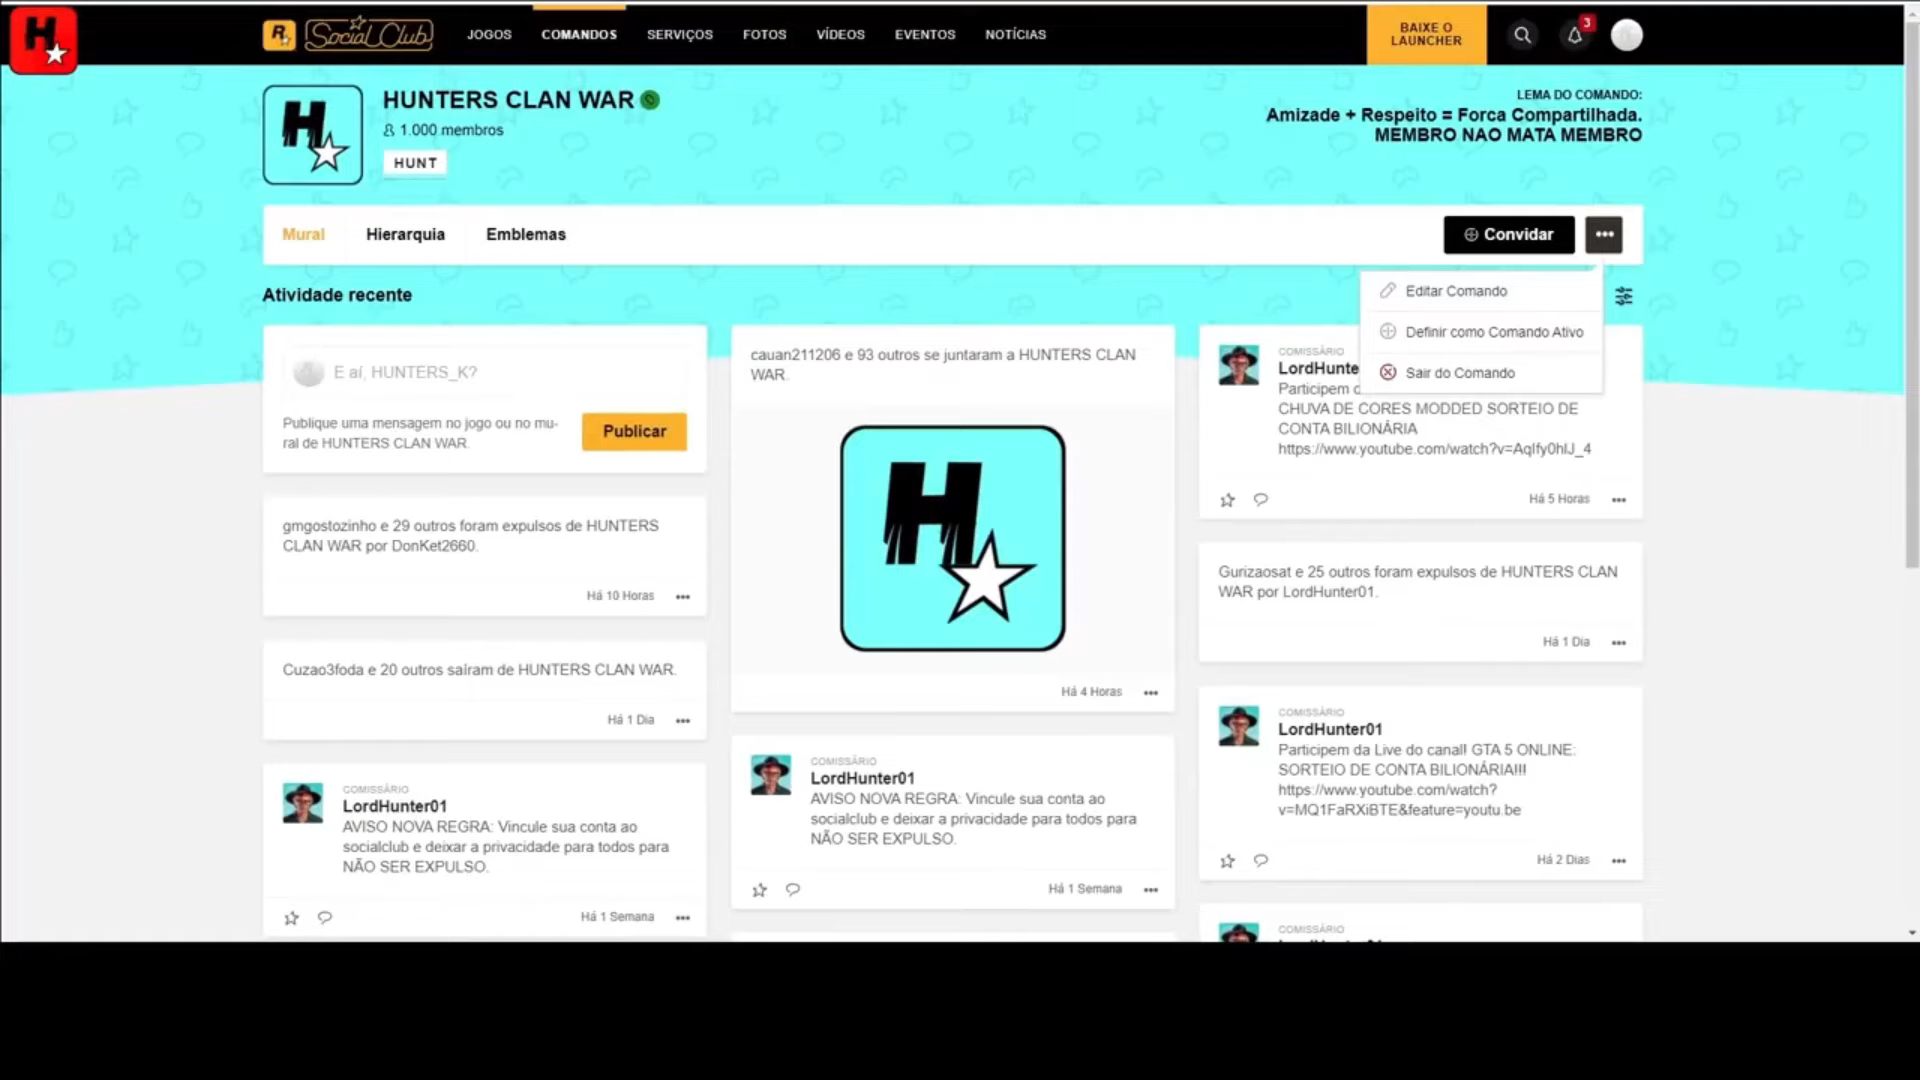 H
R
Social Club
JOGOS
COMANDOS
SERVIÇOS
FOTOS
VÍDEOS
EVENTOS
NOTÍCIAS
BAIXE O
LAUNCHER
3
H
HUNTERS CLAN WAR
1.000 membros
HUNT
LEMA DO COMANDO:
Amizade + Respeito = Forca Compartilhada.
MEMBRO NAO MATA MEMBRO
Mural
Hierarquia
Emblemas
Convidar
Editar Comando
Definir como Comando Ativo
Sair do Comando
Atividade recente
E aí, HUNTERS_K?
Publique uma mensagem no jogo ou no mu-
ral de HUNTERS CLAN WAR.
Publicar
gmgostozinho e 29 outros foram expulsos de HUNTERS
CLAN WAR por DonKet2660.
Há 10 Horas
Cuzao3foda e 20 outros saíram de HUNTERS CLAN WAR.
Há 1 Dia
COMISSÁRIO
LordHunter01
AVISO NOVA REGRA: Vincule sua conta ao
socialclub e deixar a privacidade para todos para
NÃO SER EXPULSO.
Há 1 Semana
cauan211206 e 93 outros se juntaram a HUNTERS CLAN
WAR.
H
Há 4 Horas
COMISSÁRIO
LordHunter01
AVISO NOVA REGRA: Vincule sua conta ao
socialclub e deixar a privacidade para todos para
NÃO SER EXPULSO.
Há 1 Semana
COMISSÁRIO
LordHunte
Participem
CHUVA DE CORES MODDED SORTEIO DE
CONTA BILIONÁRIA
https://www.youtube.com/watch?v=AqIfy0hIJ_4
Há 5 Horas
Gurizaosat e 25 outros foram expulsos de HUNTERS CLAN
WAR por LordHunter01.
Há 1 Dia
COMISSÁRIO
LordHunter01
Participem da Live do canal! GTA 5 ONLINE:
SORTEIO DE CONTA BILIONÁRIA!!!
https://www.youtube.com/watch?
v=MQ1FaRXiBTE&feature=youtu.be
Há 2 Dias
COMISSÁRIO